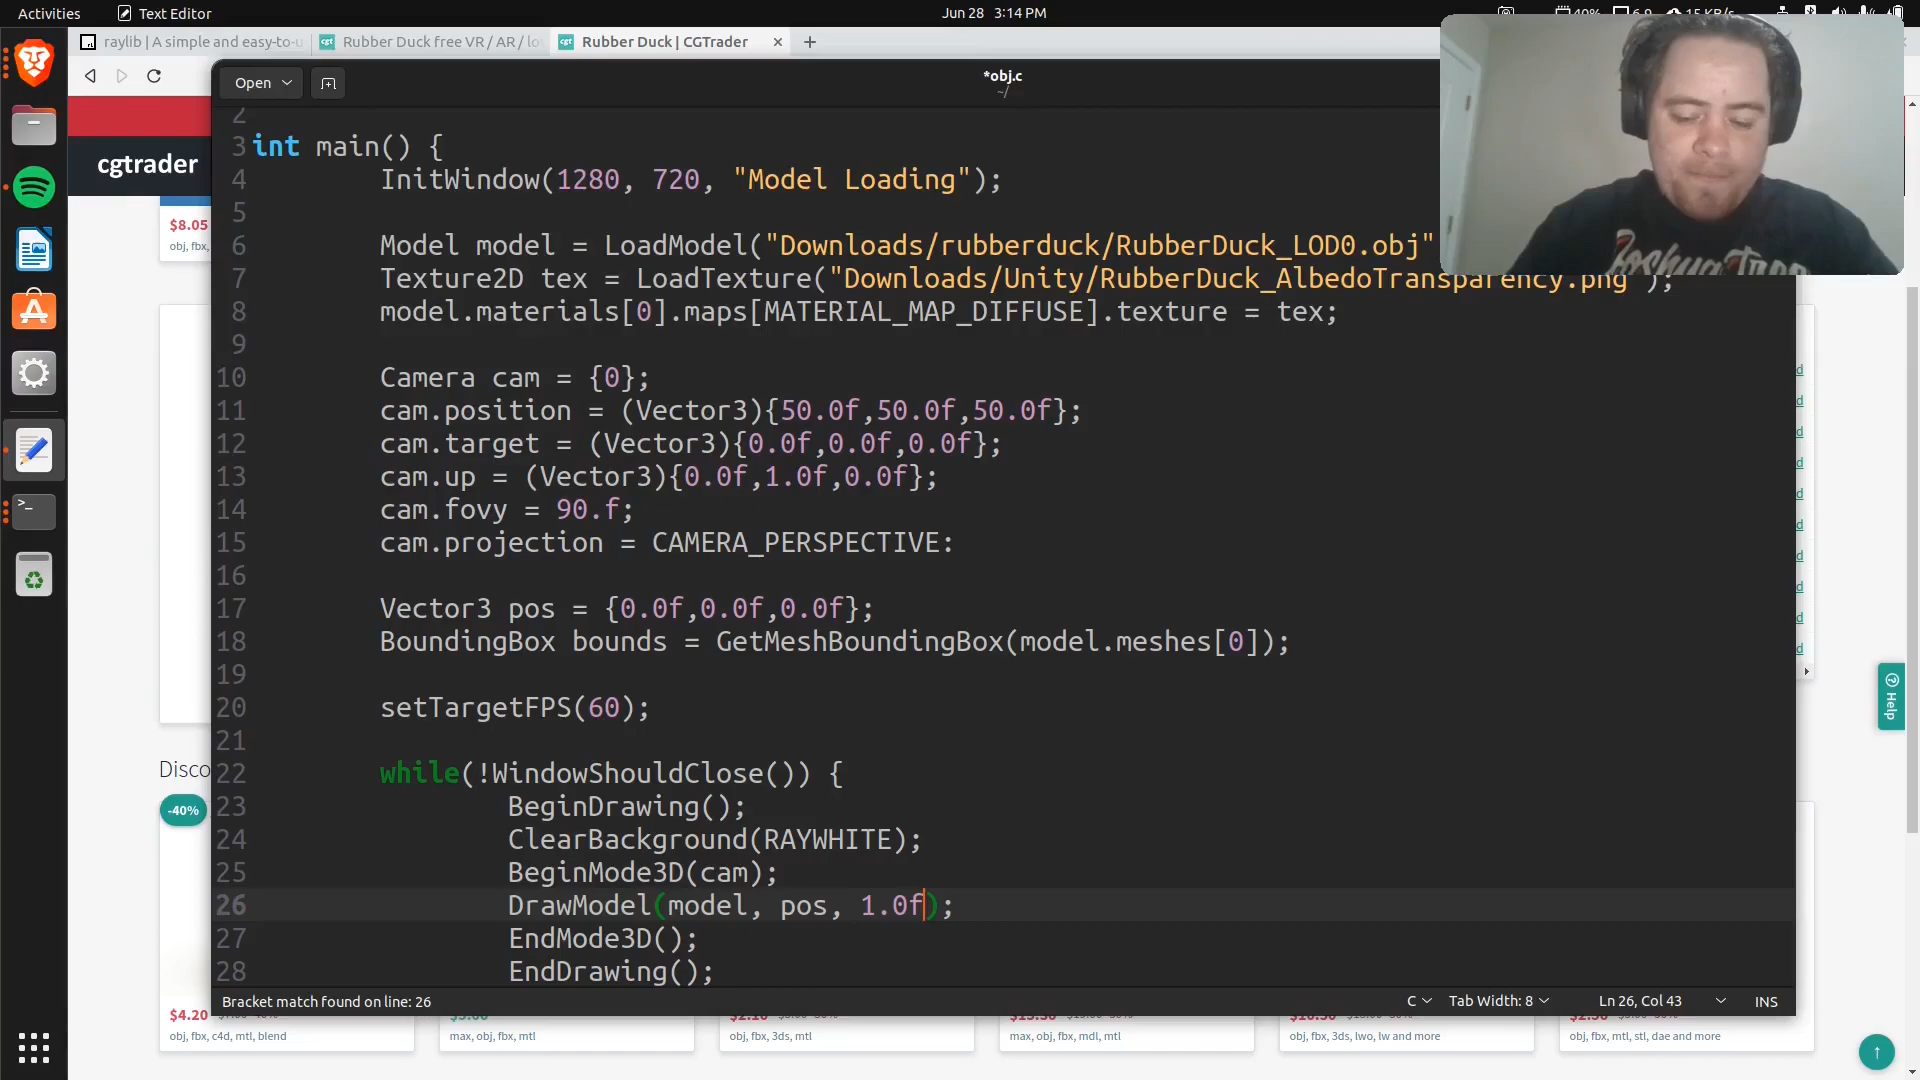 Activities
Text Editor
Jun 28 3:14 PM
40%
6.9
15 KB/s
raylib | A simple and easy-to-u
Rubber Duck free VR / AR / lo
Rubber Duck | CGTrader
Open
*obj.c
~/
cgtrader
2
3 int main() {
4 InitWindow(1280, 720, "Model Loading");
5
6 Model model = LoadModel("Downloads/rubberduck/RubberDuck_LOD0.obj"
7 Texture2D tex = LoadTexture("Downloads/Unity/RubberDuck_AlbedoTransparency.png");
8 model.materials[0].maps[MATERIAL_MAP_DIFFUSE].texture = tex;
9
10 Camera cam = {0};
11 cam.position = (Vector3){50.0f,50.0f,50.0f};
12 cam.target = (Vector3){0.0f,0.0f,0.0f};
13 cam.up = (Vector3){0.0f,1.0f,0.0f};
14 cam.fovy = 90.f;
15 cam.projection = CAMERA_PERSPECTIVE:
16
17 Vector3 pos = {0.0f,0.0f,0.0f};
18 BoundingBox bounds = GetMeshBoundingBox(model.meshes[0]);
19
20 setTargetFPS(60);
21
22 while(!WindowShouldClose()) {
23 BeginDrawing();
24 ClearBackground(RAYWHITE);
25 BeginMode3D(cam);
26 DrawModel(model, pos, 1.0f);
27 EndMode3D();
28 EndDrawing();
Bracket match found on line: 26
C
Tab Width: 8
Ln 26, Col 43
INS
$8.05
obj, fbx,
Help
Disco
-40%
$4.20
obj, fbx, c4d, mtl, blend
max, obj, fbx, mtl
obj, fbx, 3ds, mtl
max, obj, fbx, mdl, mtl
obj, fbx, 3ds, lwo, lw and more
obj, fbx, mtl, stl, dae and more